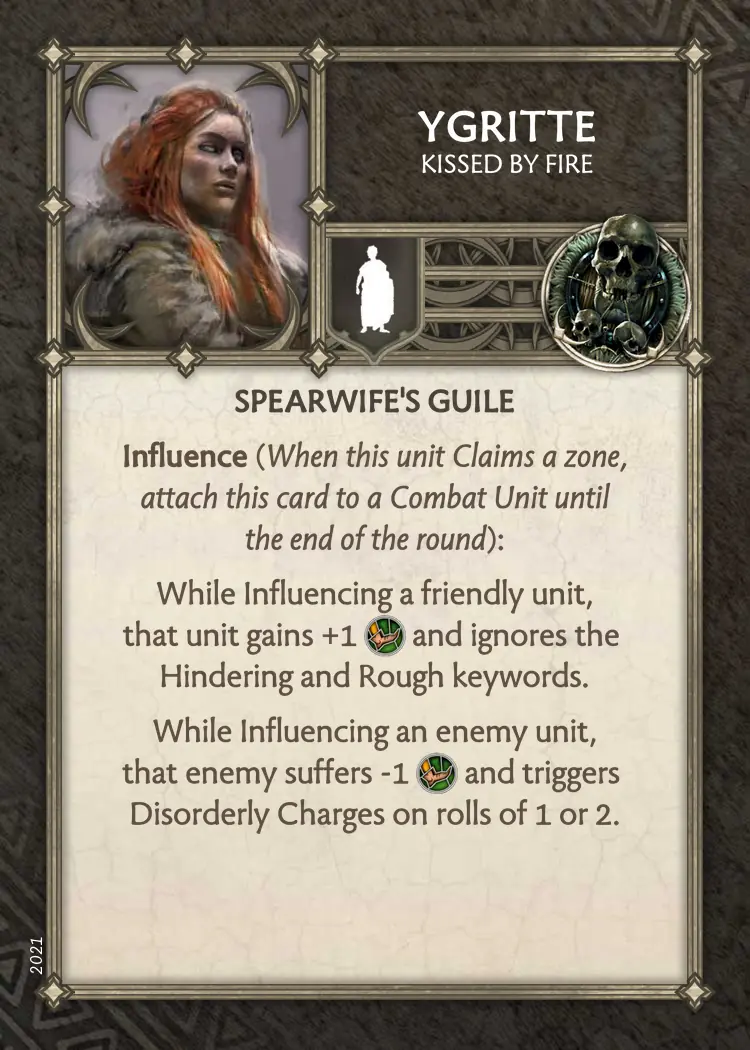 YGRITTE
KISSED BY FIRE
SPEARWIFE'S GUILE
Influence (When this unit Claims a zone,
attach this card to a Combat Unit until
the end of the round):
While Influencing a friendly unit,
that unit gains +1 and ignores the
Hindering and Rough keywords.
While Influencing an enemy unit,
that enemy suffers -1 and triggers
Disorderly Charges on rolls of 1 or 2.
2021